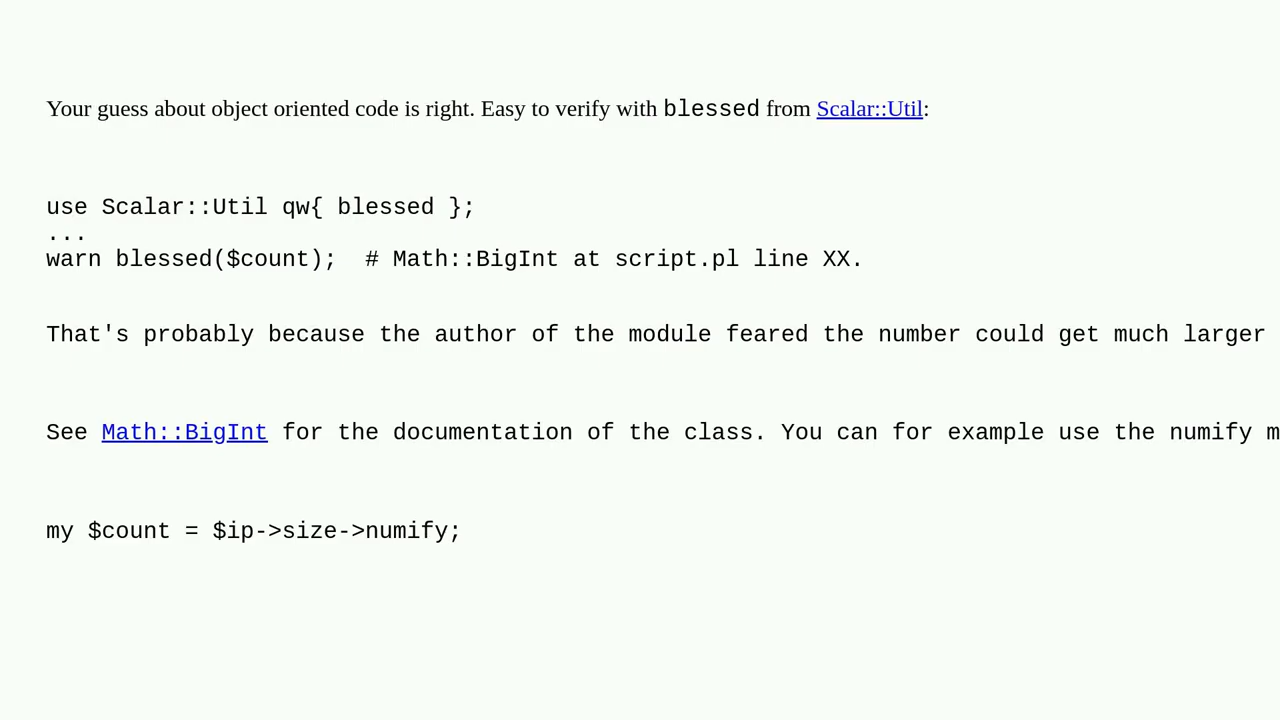 Your guess about object oriented code is right. Easy to verify with blessed from Scalar::Util:
use Scalar::Util qw{ blessed };
...
warn blessed($count);  # Math::BigInt at script.pl line XX.
That's probably because the author of the module feared the number could get much larger
See Math::BigInt for the documentation of the class. You can for example use the numify
my $count = $ip->size->numify;